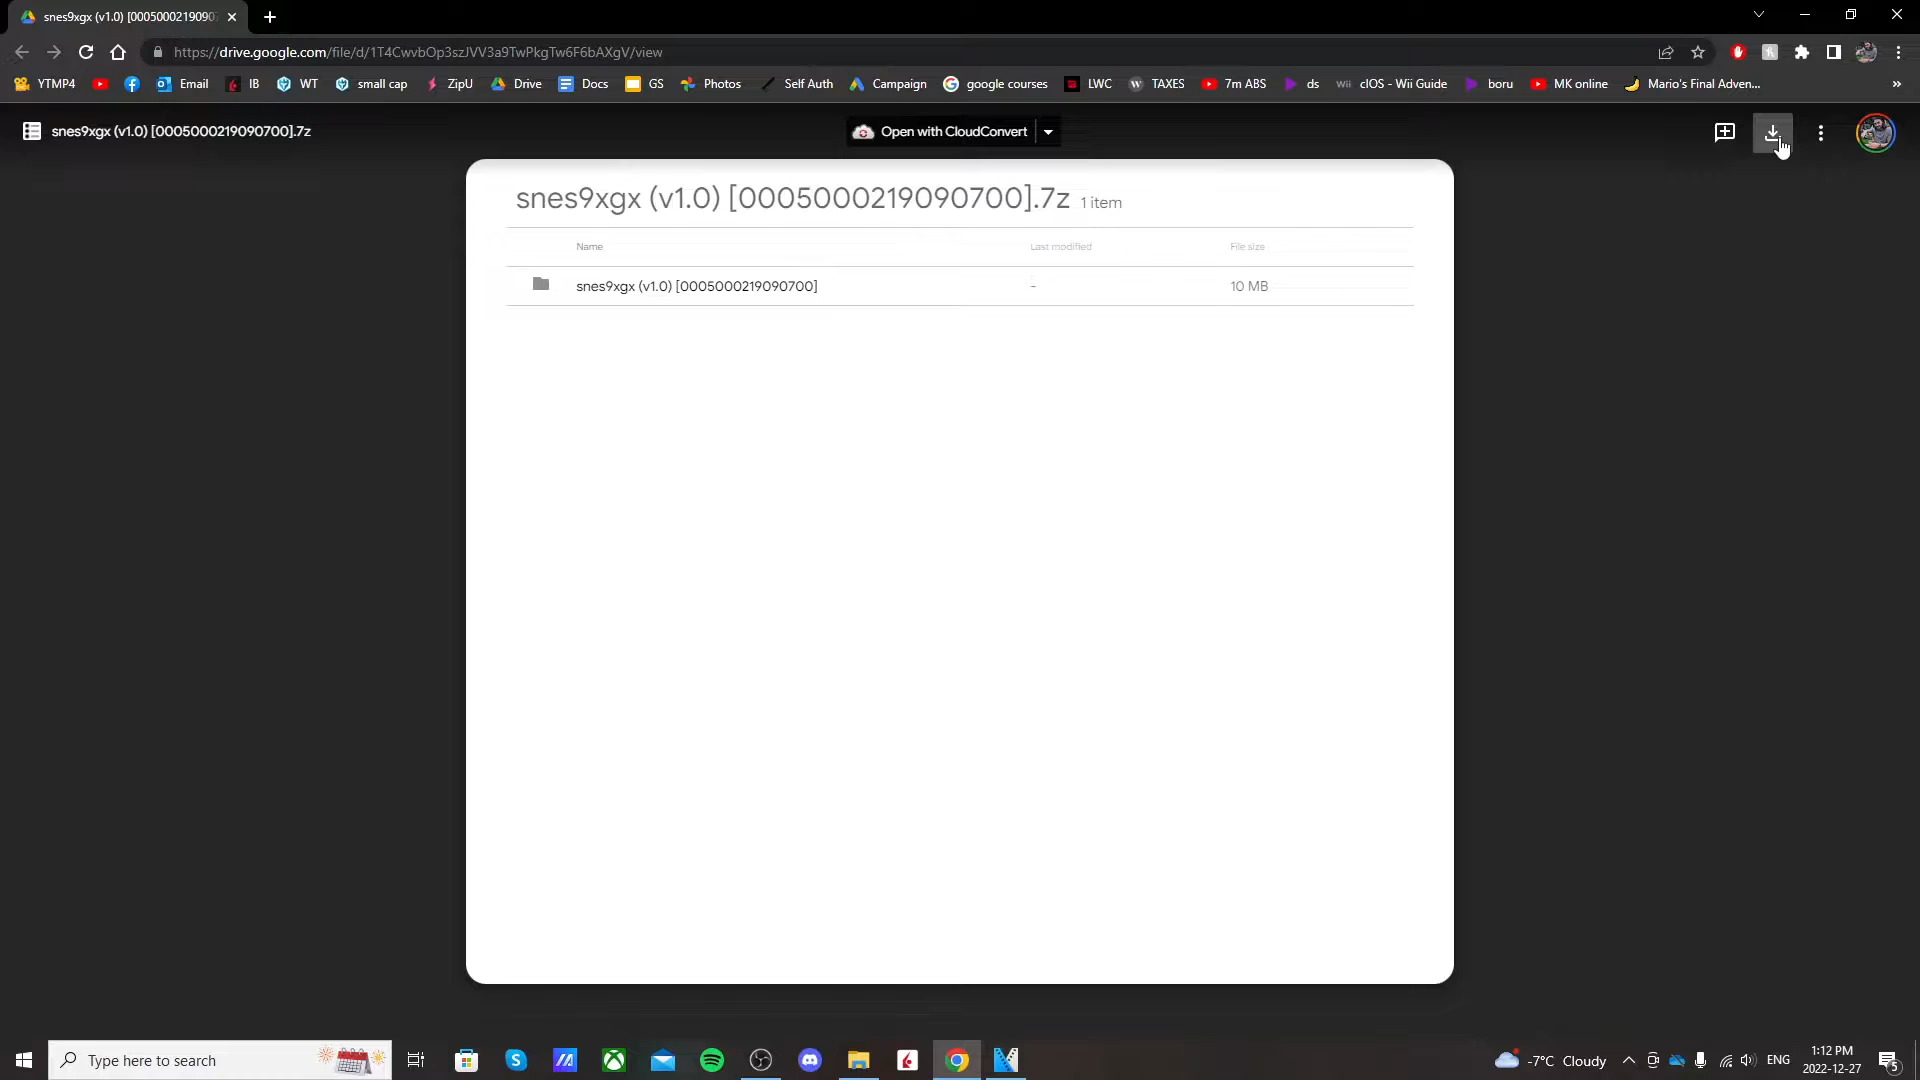 snes9xgx (v1.0) [0005000219090
https://drive.google.com/file/d/1T4CwvbOp3szJVV3a9TwPkgTw6F6bAXgV/view
YTMP4 Email IB WT small cap ZipU Drive Docs GS Photos Self Auth Campaign google courses LWC TAXES 7m ABS ds Wii cIOS - Wii Guide boru MK online Mario's Final Adven... »
snes9xgx (v1.0) [0005000219090700].7z
Open with CloudConvert
snes9xgx (v1.0) [0005000219090700].7z 1 item
Name Last modified File size
snes9xgx (v1.0) [0005000219090700] - 10 MB
Type here to search
-7°C Cloudy
ENG
1:12 PM
2022-12-27
5